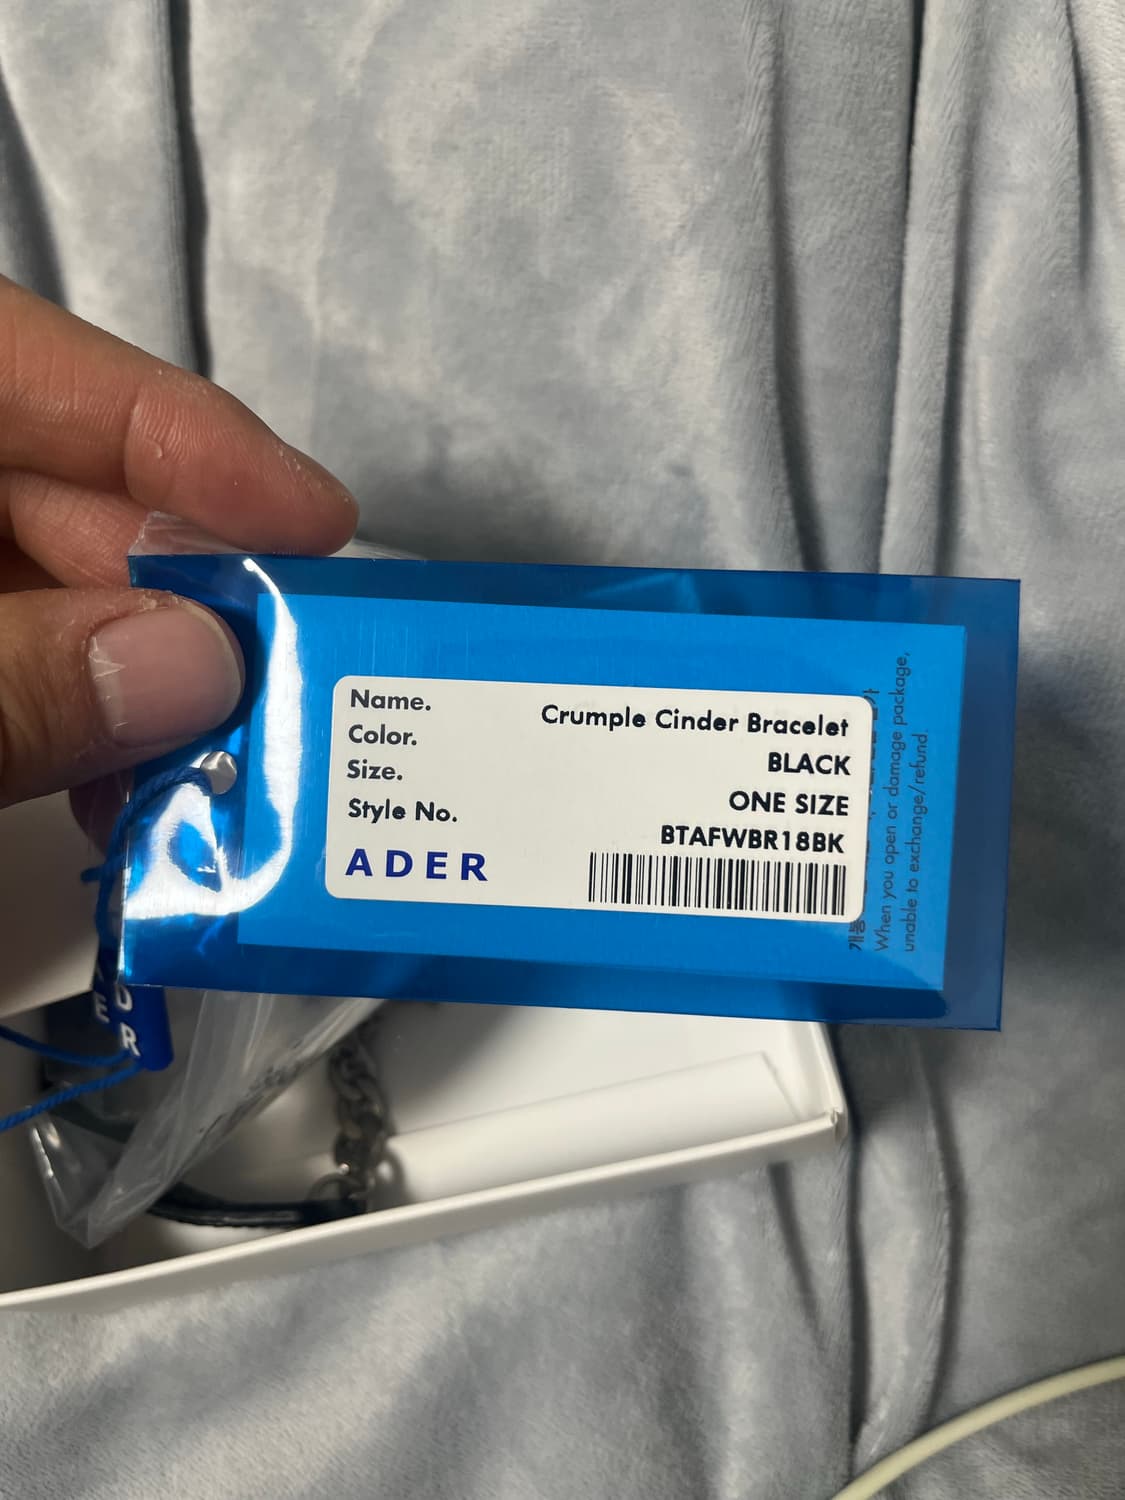 Name. Crumple Cinder Bracelet
Color. BLACK
Size. ONE SIZE
Style No. BTAFWBR18BK
ADER
When you open or damage package,
unable to exchange/refund.